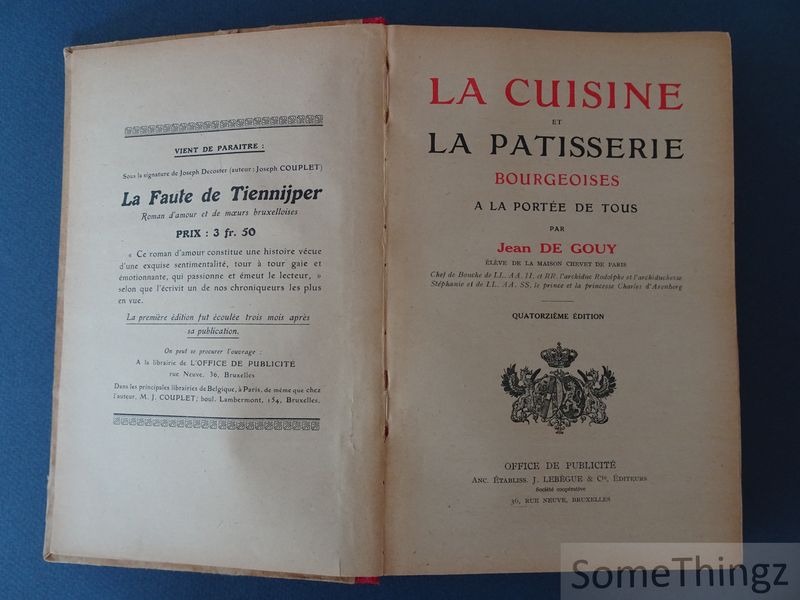 VIENT DE PARAITRE :
Sous la signature de Joseph Decoster (auteur : Joseph COUPLET)
La Faute de Tiennijper
Roman d'amour et de mœurs bruxelloises
PRIX : 3 fr. 50
« Ce roman d'amour constitue une histoire vécue
d'une exquise sentimentalité, tour à tour gaie et
émotionnante, qui passionne et émeut le lecteur, »
selon que l'écrivit un de nos chroniqueurs les plus
en vue.
La première édition fut écoulée trois mois après
sa publication.
On peut se procurer l'ouvrage :
A la librairie de L'OFFICE DE PUBLICITÉ
rue Neuve, 36, Bruxelles
Dans les principales librairies de Belgique, à Paris, de même que chez
l'auteur, M. J. COUPLET; boul. Lambermont, 154, Bruxelles.
LA CUISINE
ET
LA PATISSERIE
BOURGEOISES
A LA PORTÉE DE TOUS
PAR
Jean DE GOUY
ÉLÈVE DE LA MAISON CHEVET DE PARIS
Chef de Bouche de LL. AA. II. et RR. l'archiduc Rodolphe et l'archiduchesse
Stéphanie et de LL. AA. SS. le prince et la princesse Charles d'Arenberg
QUATORZIÈME ÉDITION
OFFICE DE PUBLICITÉ
ANC. ÉTABLISS. J. LEBÈGUE & Cie, ÉDITEURS
Société coopérative
36, RUE NEUVE, BRUXELLES
SomeThingz